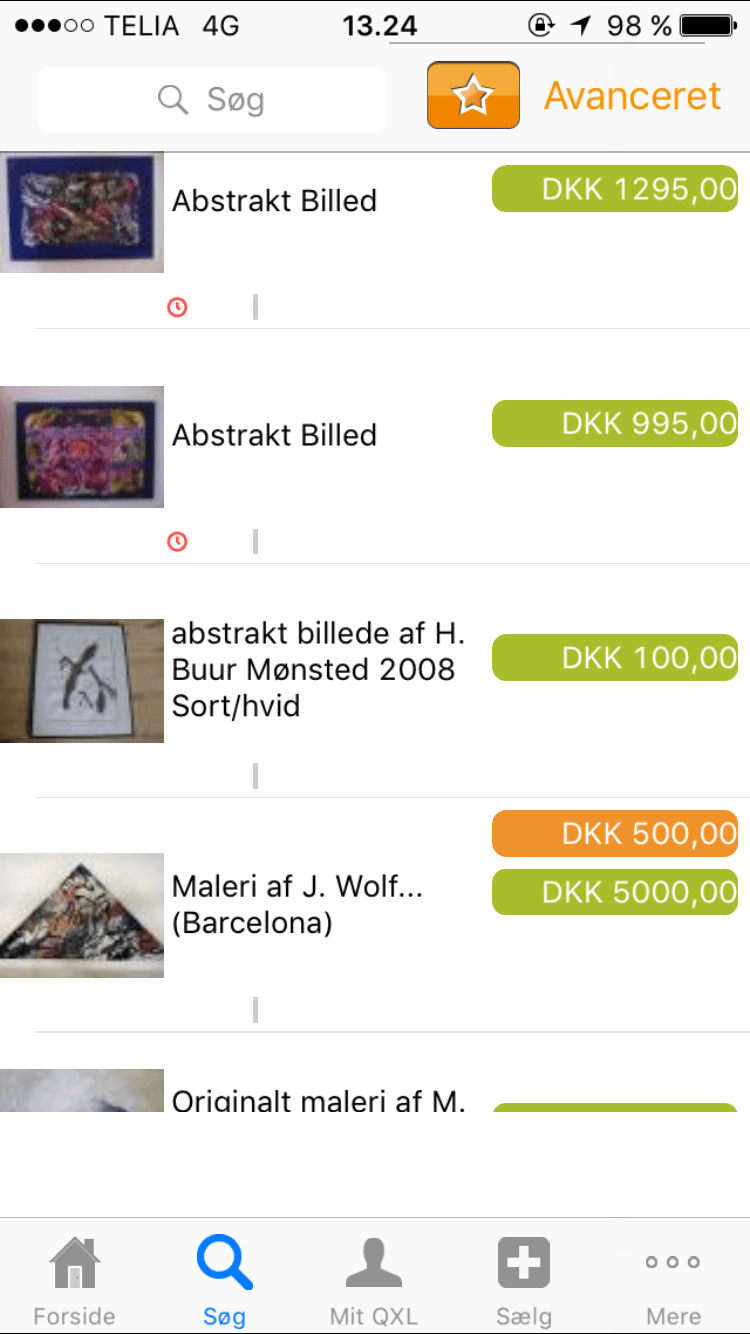 TELIA 4G 13.24 98 %
Søg Avanceret
Abstrakt Billed DKK 1295,00
Abstrakt Billed DKK 995,00
abstrakt billede af H.
Buur Mønsted 2008
Sort/hvid
DKK 100,00
DKK 500,00
Maleri af J. Wolf...
(Barcelona)
DKK 5000,00
Originalt maleri af M.
Forside Søg Mit QXL Sælg Mere